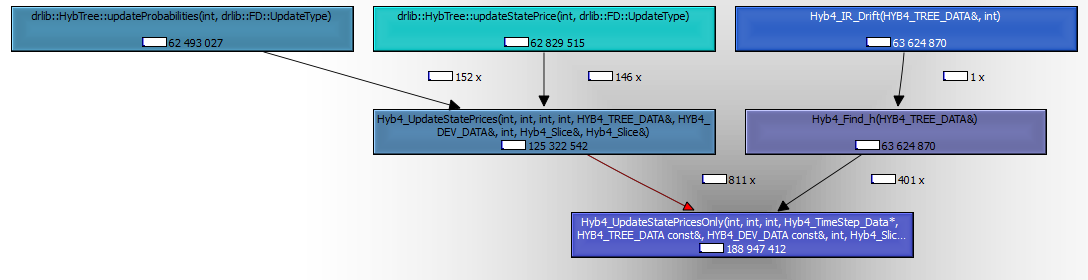 drlib::HybTree::updateProbabilities(int, drlib::FD::UpdateType)
62 493 027
drlib::HybTree::updateStatePrice(int, drlib::FD::UpdateType)
62 829 515
Hyb4_IR_Drift(HYB4_TREE_DATA&, int)
63 624 870
152 x
146 x
1 x
Hyb4_UpdateStatePrices(int, int, int, int, HYB4_TREE_DATA&, HYB4_
DEV_DATA&, int, Hyb4_Slice&, Hyb4_Slice&)
125 322 542
Hyb4_Find_h(HYB4_TREE_DATA&)
63 624 870
811 x
401 x
Hyb4_UpdateStatePricesOnly(int, int, int, Hyb4_TimeStep_Data*,
HYB4_TREE_DATA const&, HYB4_DEV_DATA const&, int, Hyb4_Slic...
188 947 412